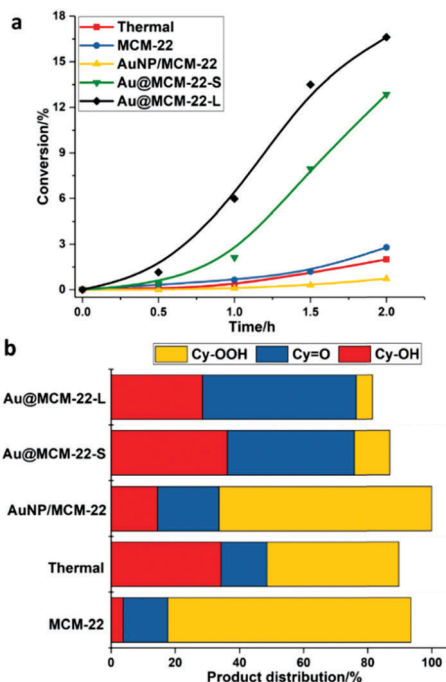 a
Thermal
MCM-22
AuNP/MCM-22
Au@MCM-22-S
Au@MCM-22-L
Conversion/%
18
15
12
9
6
3
0
0.0 0.5 1.0 1.5 2.0
Time/h
b
Cy-OOH Cy=O Cy-OH
Au@MCM-22-L
Au@MCM-22-S
AuNP/MCM-22
Thermal
MCM-22
0 20 40 60 80 100
Product distribution/%